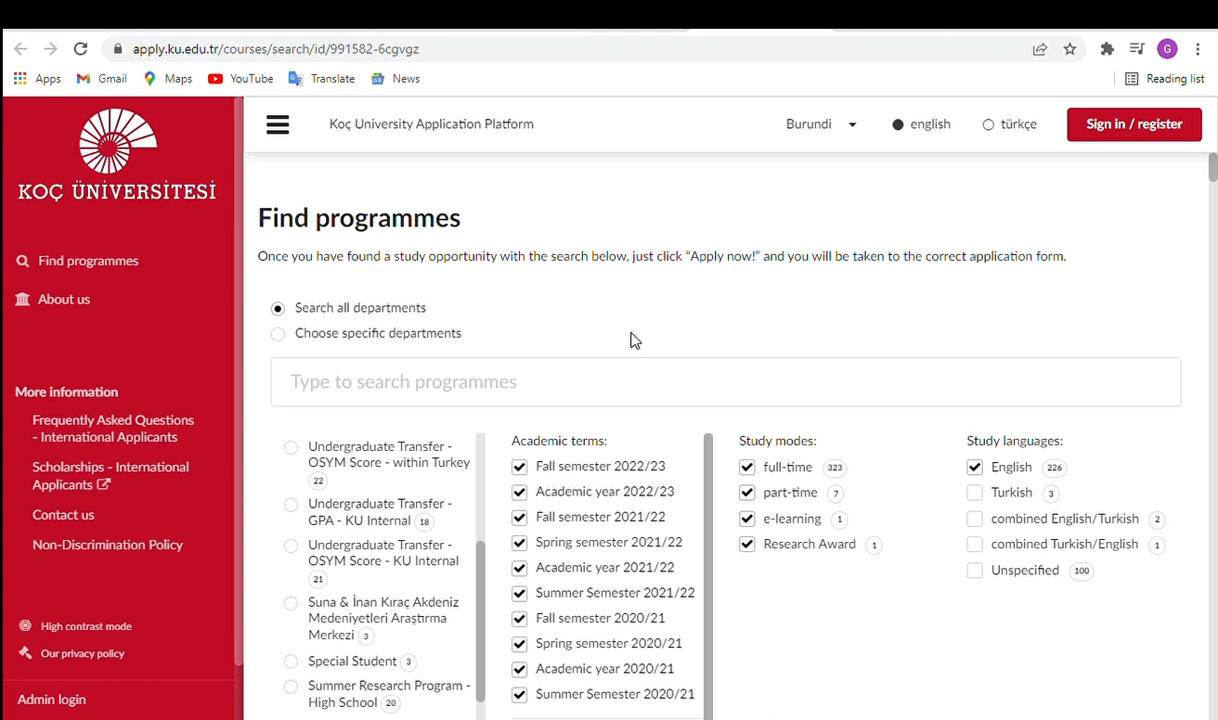 apply.ku.edu.tr/courses/search/id/991582-6cgvgz
G
Apps
Gmail
Maps
YouTube
Translate
News
Reading list
KOÇ ÜNİVERSİTESİ
Find programmes
About us
More information
Frequently Asked Questions
- International Applicants
Scholarships - International
Applicants
Contact us
Non-Discrimination Policy
High contrast mode
Our privacy policy
Admin login
Koç University Application Platform
Burundi
english
türkçe
Sign in / register
Find programmes
Once you have found a study opportunity with the search below, just click “Apply now!” and you will be taken to the correct application form.
Search all departments
Choose specific departments
Type to search programmes
Undergraduate Transfer -
OSYM Score - within Turkey
22
Undergraduate Transfer -
GPA - KU Internal 18
Undergraduate Transfer -
OSYM Score - KU Internal
21
Suna & İnan Kıraç Akdeniz
Medeniyetleri Araştırma
Merkezi 3
Special Student 3
Summer Research Program -
High School 20
Academic terms:
Fall semester 2022/23
Academic year 2022/23
Fall semester 2021/22
Spring semester 2021/22
Academic year 2021/22
Summer Semester 2021/22
Fall semester 2020/21
Spring semester 2020/21
Academic year 2020/21
Summer Semester 2020/21
Study modes:
full-time 323
part-time 7
e-learning 1
Research Award 1
Study languages:
English 226
Turkish 3
combined English/Turkish 2
combined Turkish/English 1
Unspecified 100